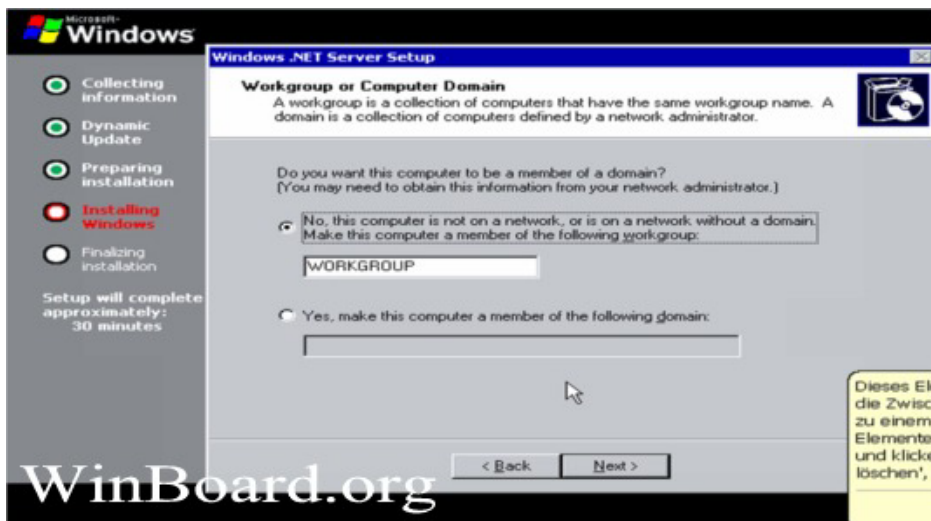 Microsoft
Windows
Windows .NET Server Setup
Collecting
information
Dynamic
Update
Preparing
installation
Installing
Windows
Finalizing
installation
Setup will complete
approximately:
30 minutes
Workgroup or Computer Domain
A workgroup is a collection of computers that have the same workgroup name. A
domain is a collection of computers defined by a network administrator.
Do you want this computer to be a member of a domain?
(You may need to obtain this information from your network administrator.)
No, this computer is not on a network, or is on a network without a domain.
Make this computer a member of the following workgroup:
WORKGROUP
Yes, make this computer a member of the following domain:
< Back
Next >
Dieses El
die Zwisc
zu einem
Elemente
und klicke
löschen',
WinBoard.org